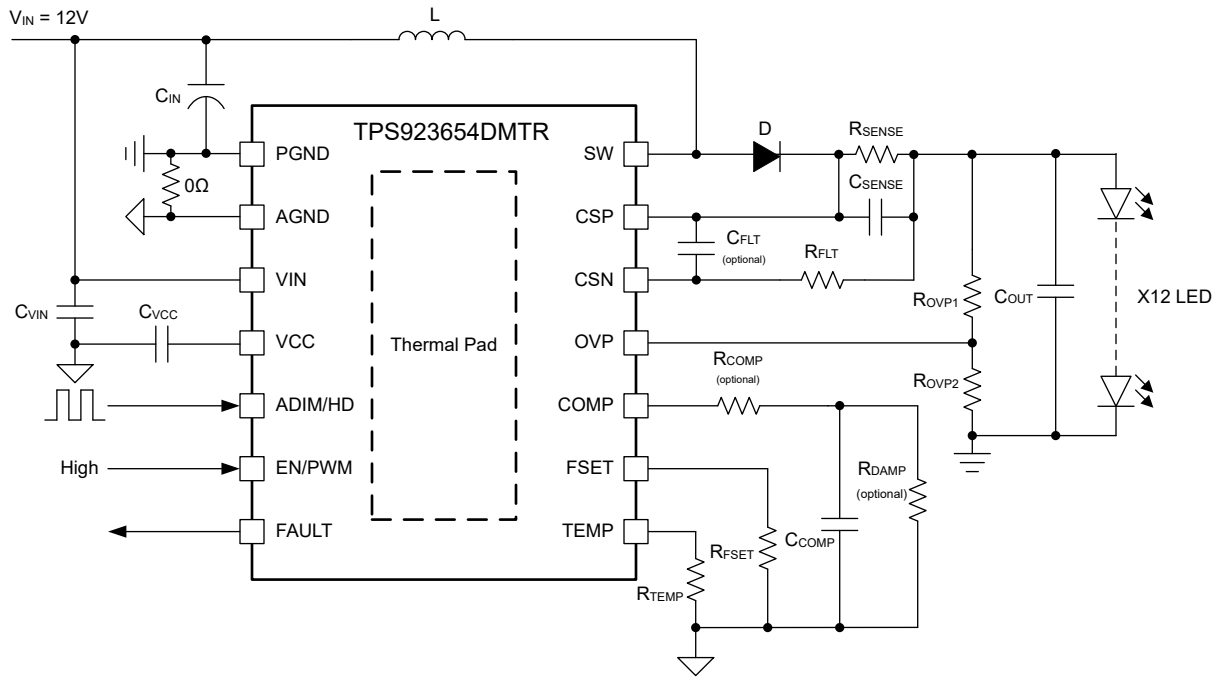 VIN = 12V
L
CIN
TPS923654DMTR
D
RSENSE
PGND
SW
0Ω
CSENSE
AGND
CSP
CFLT
(optional)
RFLT
VIN
CSN
CVIN
CVCC
ROVP1
COUT
X12 LED
VCC
Thermal Pad
OVP
RCOMP
(optional)
ROVP2
ADIM/HD
COMP
High
EN/PWM
FSET
RDAMP
(optional)
FAULT
TEMP
RFSET
CCOMP
RTEMP